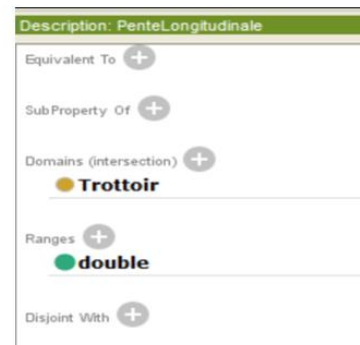 Description: PenteLongitudinale
Equivalent To
SubProperty Of
Domains (intersection)
Trottoir
Ranges
double
Disjoint With